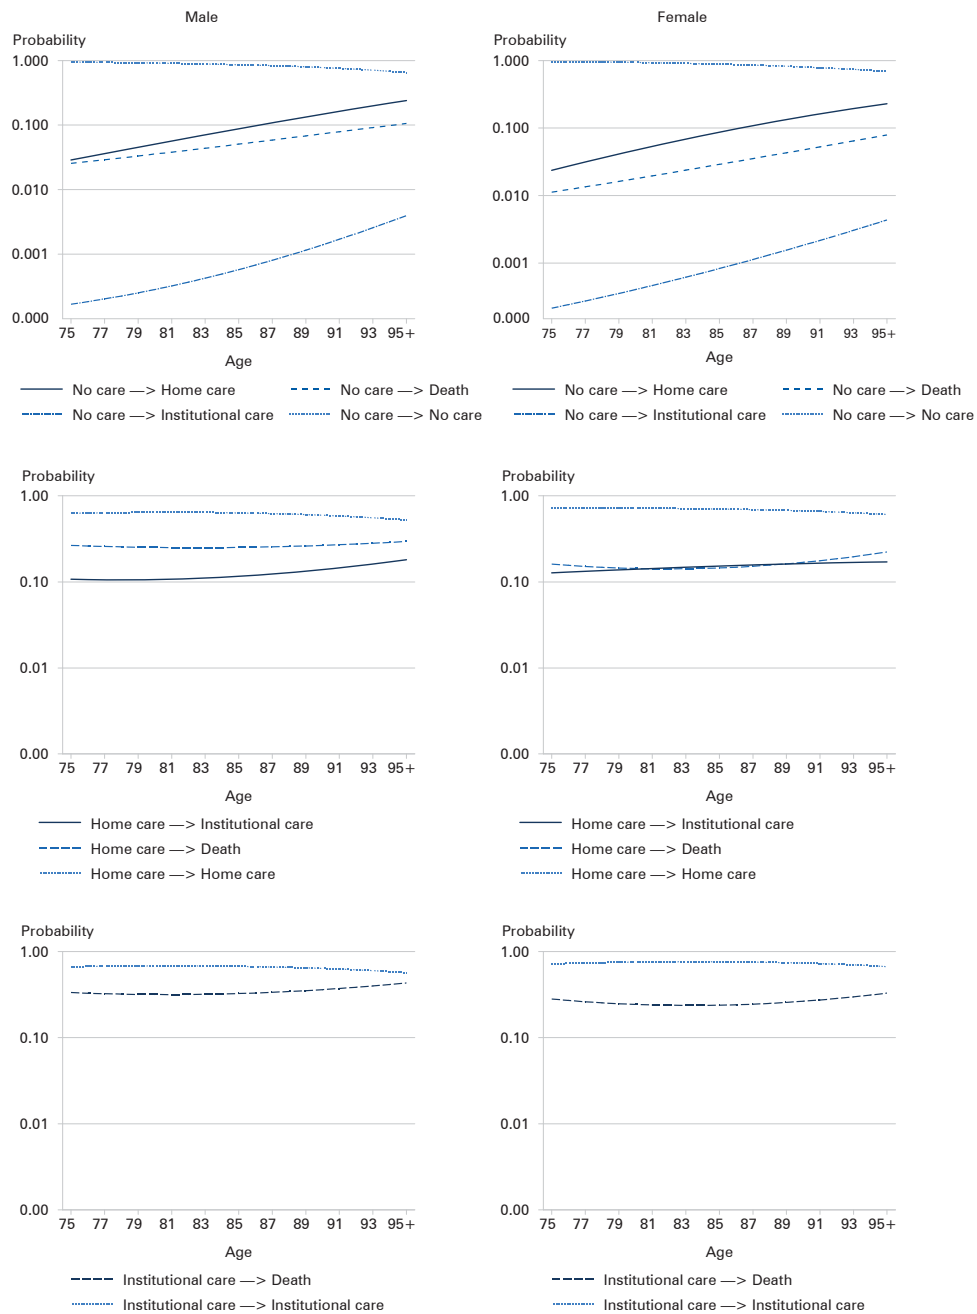 Male
Female
Probability
Probability
1.000
0.100
0.010
0.001
0.000
75 77 79 81 83 85 87 89 91 93 95+
Age
1.000
0.100
0.010
0.001
0.000
75 77 79 81 83 85 87 89 91 93 95+
Age
No care —> Home care
No care —> Death
No care —> Institutional care
No care —> No care
No care —> Home care
No care —> Death
No care —> Institutional care
No care —> No care
Probability
1.00
0.10
0.01
0.00
75 77 79 81 83 85 87 89 91 93 95+
Age
Home care —> Institutional care
Home care —> Death
Home care —> Home care
Probability
1.00
0.10
0.01
0.00
75 77 79 81 83 85 87 89 91 93 95+
Age
Home care —> Institutional care
Home care —> Death
Home care —> Home care
Probability
1.00
0.10
0.01
0.00
75 77 79 81 83 85 87 89 91 93 95+
Age
Institutional care —> Death
Institutional care —> Institutional care
Probability
1.00
0.10
0.01
0.00
75 77 79 81 83 85 87 89 91 93 95+
Age
Institutional care —> Death
Institutional care —> Institutional care